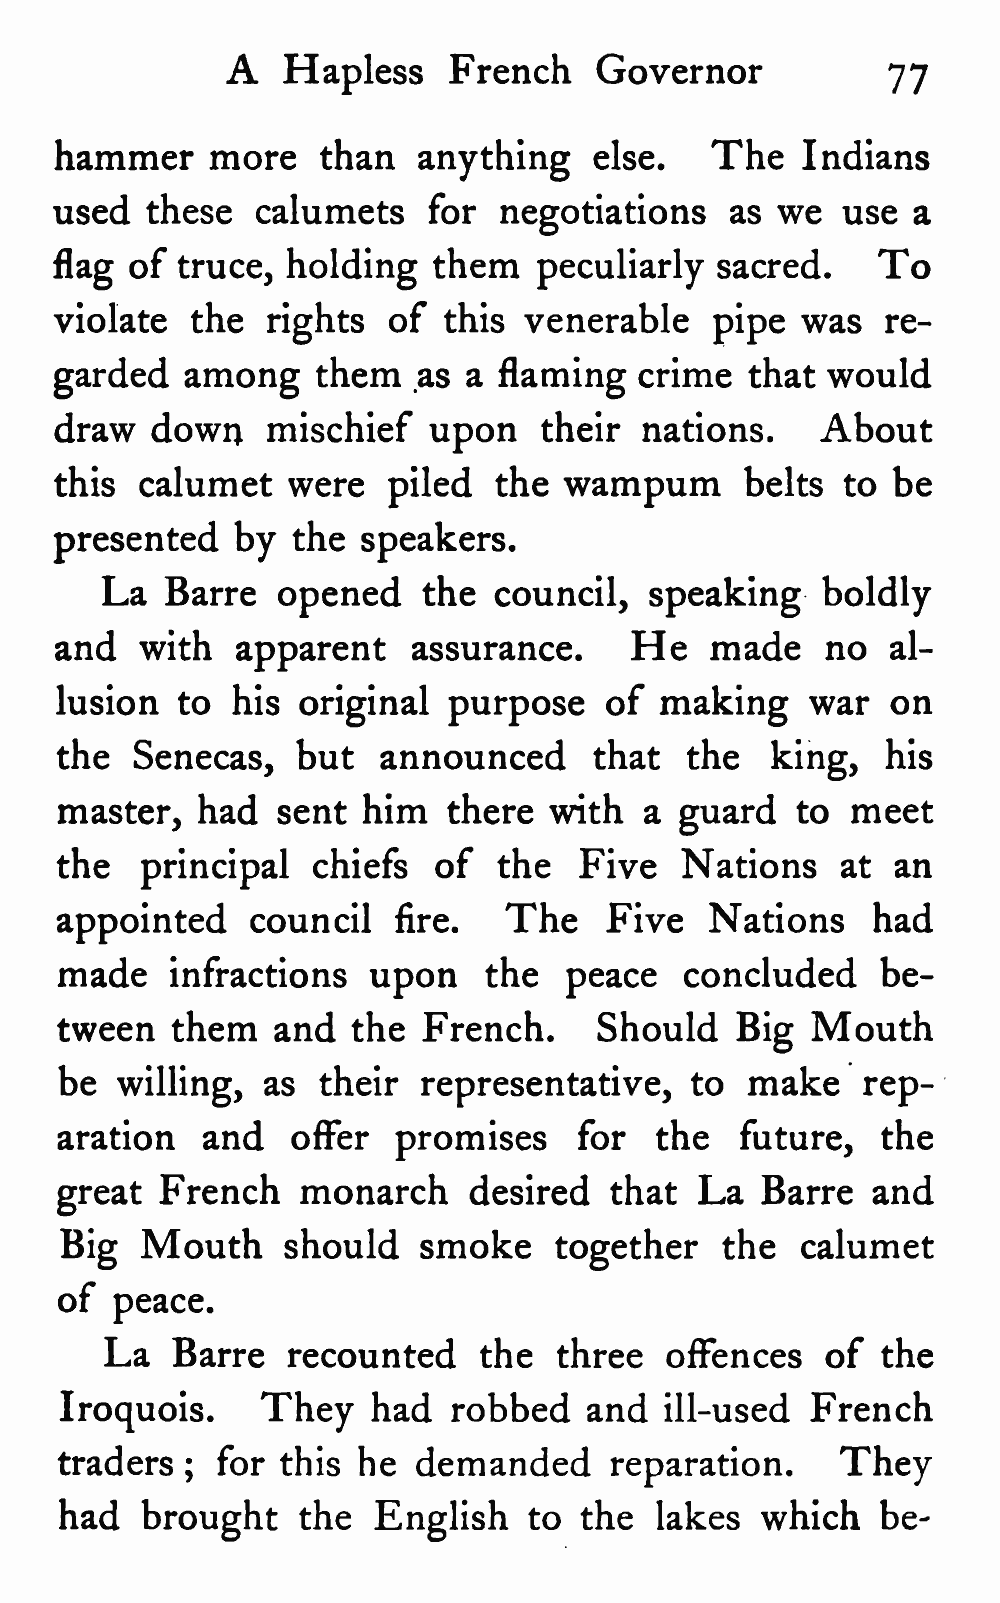 A Hapless French Governor 77
hammer more than anything else. The Indians
used these calumets for negotiations as we use a
flag of truce, holding them peculiarly sacred. To
violate the rights of this venerable pipe was re-
garded among them as a flaming crime that would
draw down mischief upon their nations. About
this calumet were piled the wampum belts to be
presented by the speakers.
La Barre opened the council, speaking boldly
and with apparent assurance. He made no al-
lusion to his original purpose of making war on
the Senecas, but announced that the king, his
master, had sent him there with a guard to meet
the principal chiefs of the Five Nations at an
appointed council fire. The Five Nations had
made infractions upon the peace concluded be-
tween them and the French. Should Big Mouth
be willing, as their representative, to make rep-
aration and offer promises for the future, the
great French monarch desired that La Barre and
Big Mouth should smoke together the calumet
of peace.
La Barre recounted the three offences of the
Iroquois. They had robbed and ill-used French
traders ; for this he demanded reparation. They
had brought the English to the lakes which be-